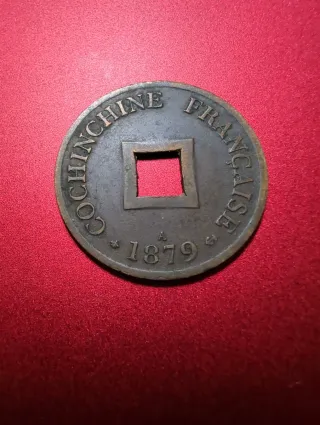 COCHINCHINE FRANÇAISE
A
* 1879 *